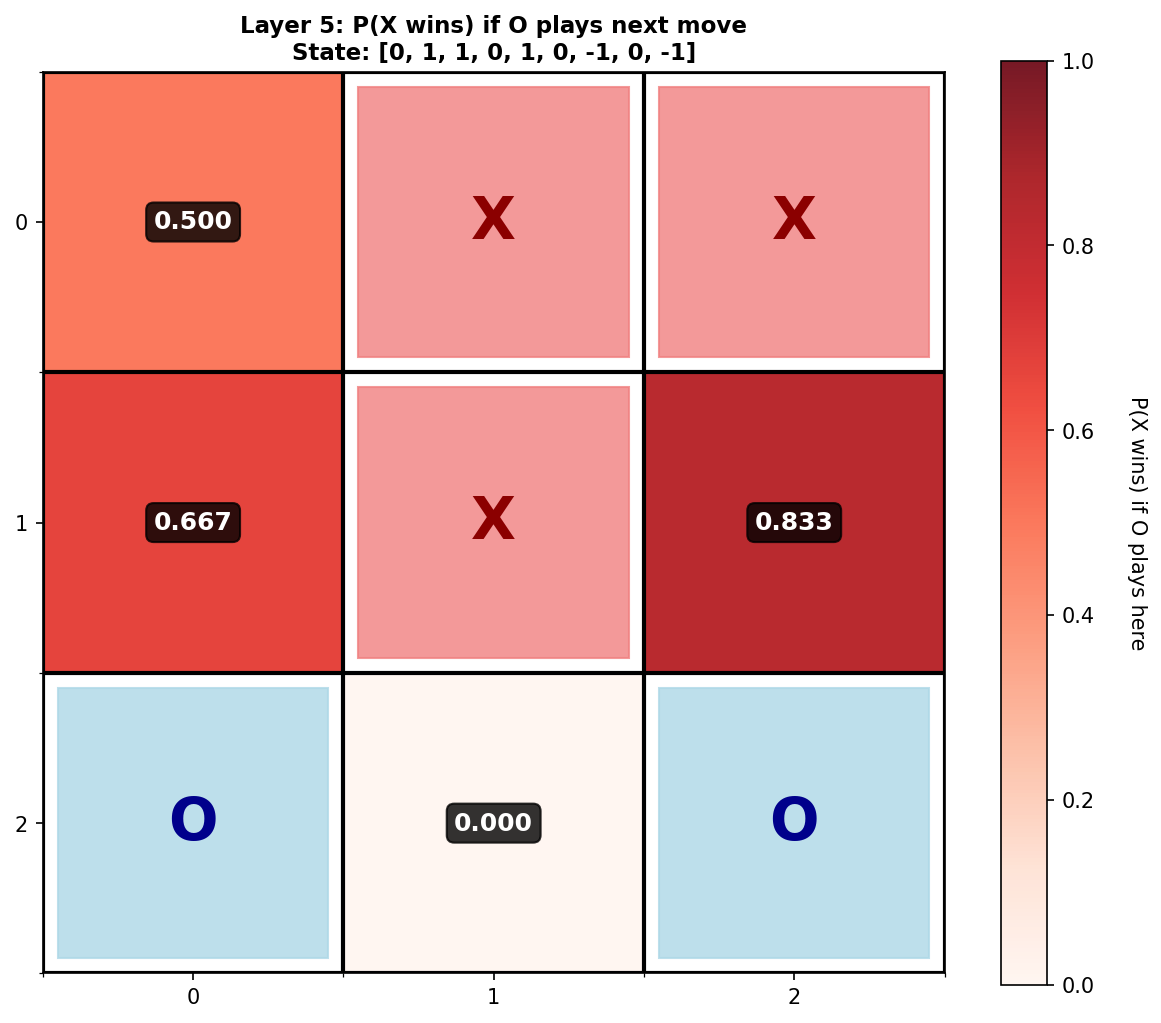 Layer 5: P(X wins) if O plays next move
State: [0, 1, 1, 0, 1, 0, -1, 0, -1]
0.500
X
X
0
0.667
X
0.833
1
O
0.000
O
2
0
1
2
1.0
0.8
0.6
0.4
0.2
0.0
P(X wins) if O plays here